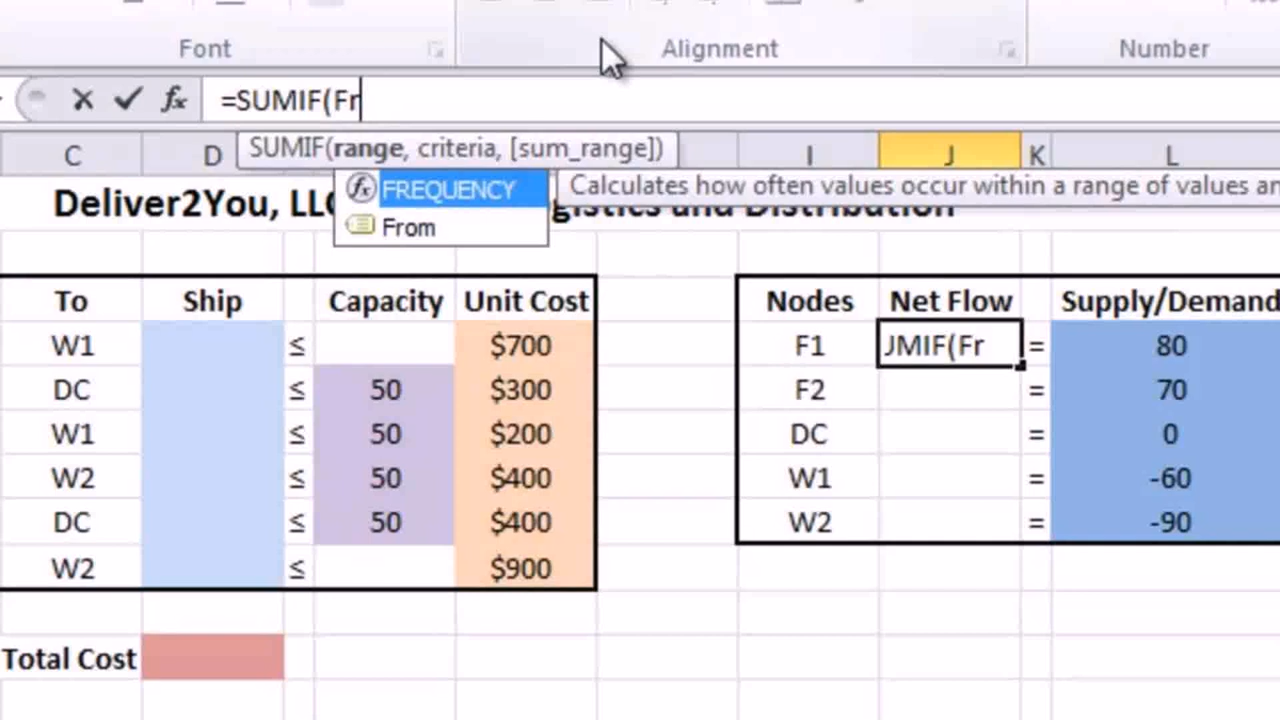 Font Alignment Number
=SUMIF(Fr
C D SUMIF(range, criteria, [sum_range]) I J K L
FREQUENCY Calculates how often values occur within a range of values
From
Deliver2You, and Distribution
To Ship Capacity Unit Cost Nodes Net Flow Supply/Demand
W1 ≤ $700 F1 JMIF(Fr = 80
DC ≤ 50 $300 F2 = 70
W1 ≤ 50 $200 DC = 0
W2 ≤ 50 $400 W1 = -60
DC ≤ 50 $400 W2 = -90
W2 ≤ $900
Total Cost